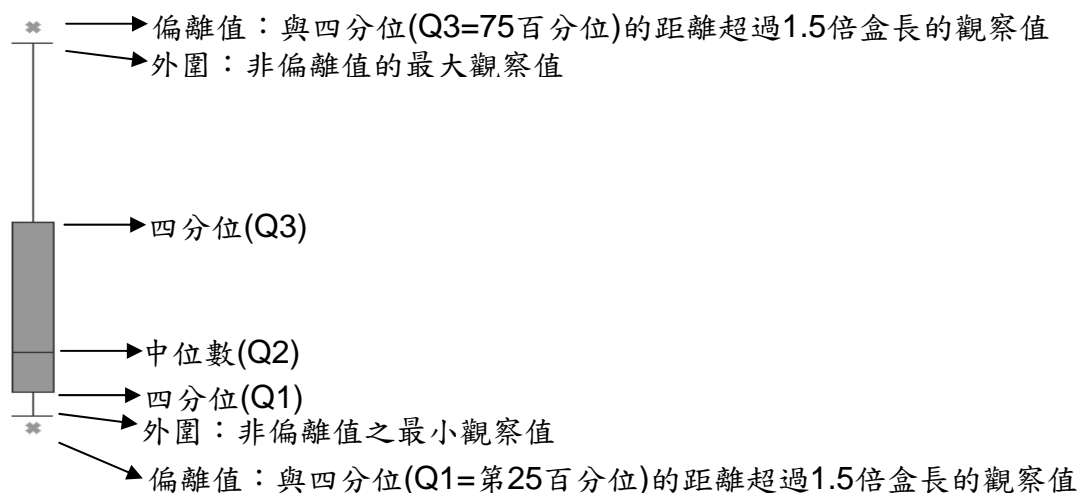 偏離值：與四分位(Q3=75百分位)的距離超過1.5倍盒長的觀察值
外圍：非偏離值的最大觀察值
四分位(Q3)
中位數(Q2)
四分位(Q1)
外圍：非偏離值之最小觀察值
偏離值：與四分位(Q1=第25百分位)的距離超過1.5倍盒長的觀察值